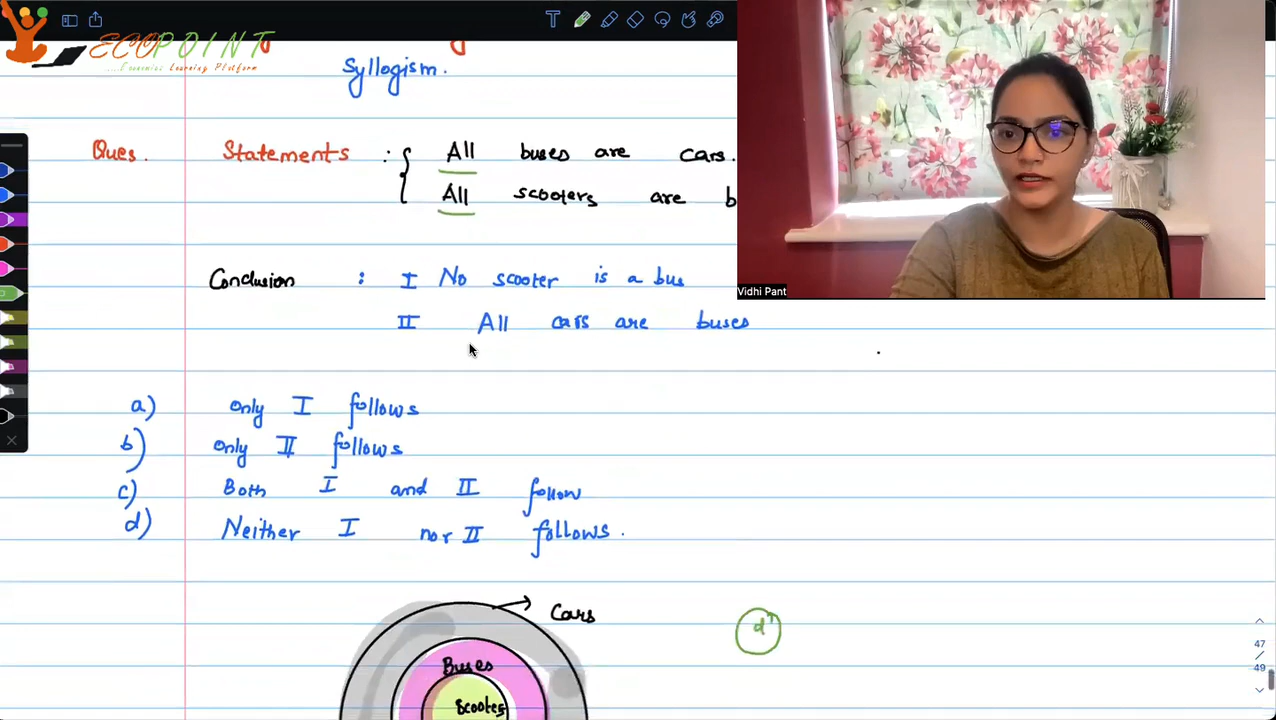 ECOPOINT
....Economics Learning Platform
Syllogism.
Ques. Statements : All buses are cars.
All scooters are b
Vidhi Pant
Conclusion : I No scooter is a bus
II All cars are buses
a) only I follows
b) only II follows
c) Both I and II follow
d) Neither I nor II follows.
Cars
d
Buses
Scooters
47
/
49